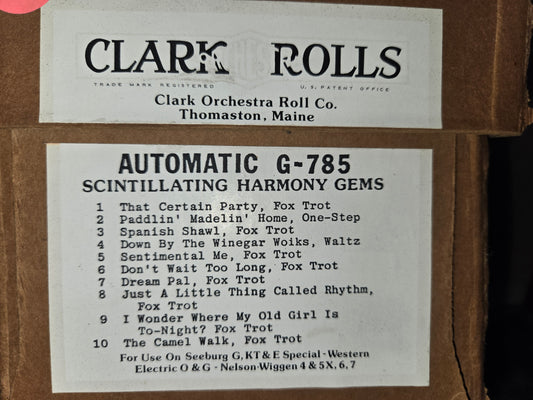 CLARK ROLLS
TRADE MARK REGISTERED U.S. PATENT OFFICE
Clark Orchestra Roll Co.
Thomaston, Maine
AUTOMATIC G-785
SCINTILLATING HARMONY GEMS
1 That Certain Party, Fox Trot
2 Paddlin' Madelin' Home, One-Step
3 Spanish Shawl, Fox Trot
4 Down By The Winegar Woiks, Waltz
5 Sentimental Me, Fox Trot
6 Don't Wait Too Long, Fox Trot
7 Dream Pal, Fox Trot
8 Just A Little Thing Called Rhythm,
Fox Trot
9 I Wonder Where My Old Girl Is
To-Night? Fox Trot
10 The Camel Walk, Fox Trot
For Use On Seeburg G, KT & E Special - Western
Electric O & G - Nelson-Wiggen 4 & 5X, 6, 7